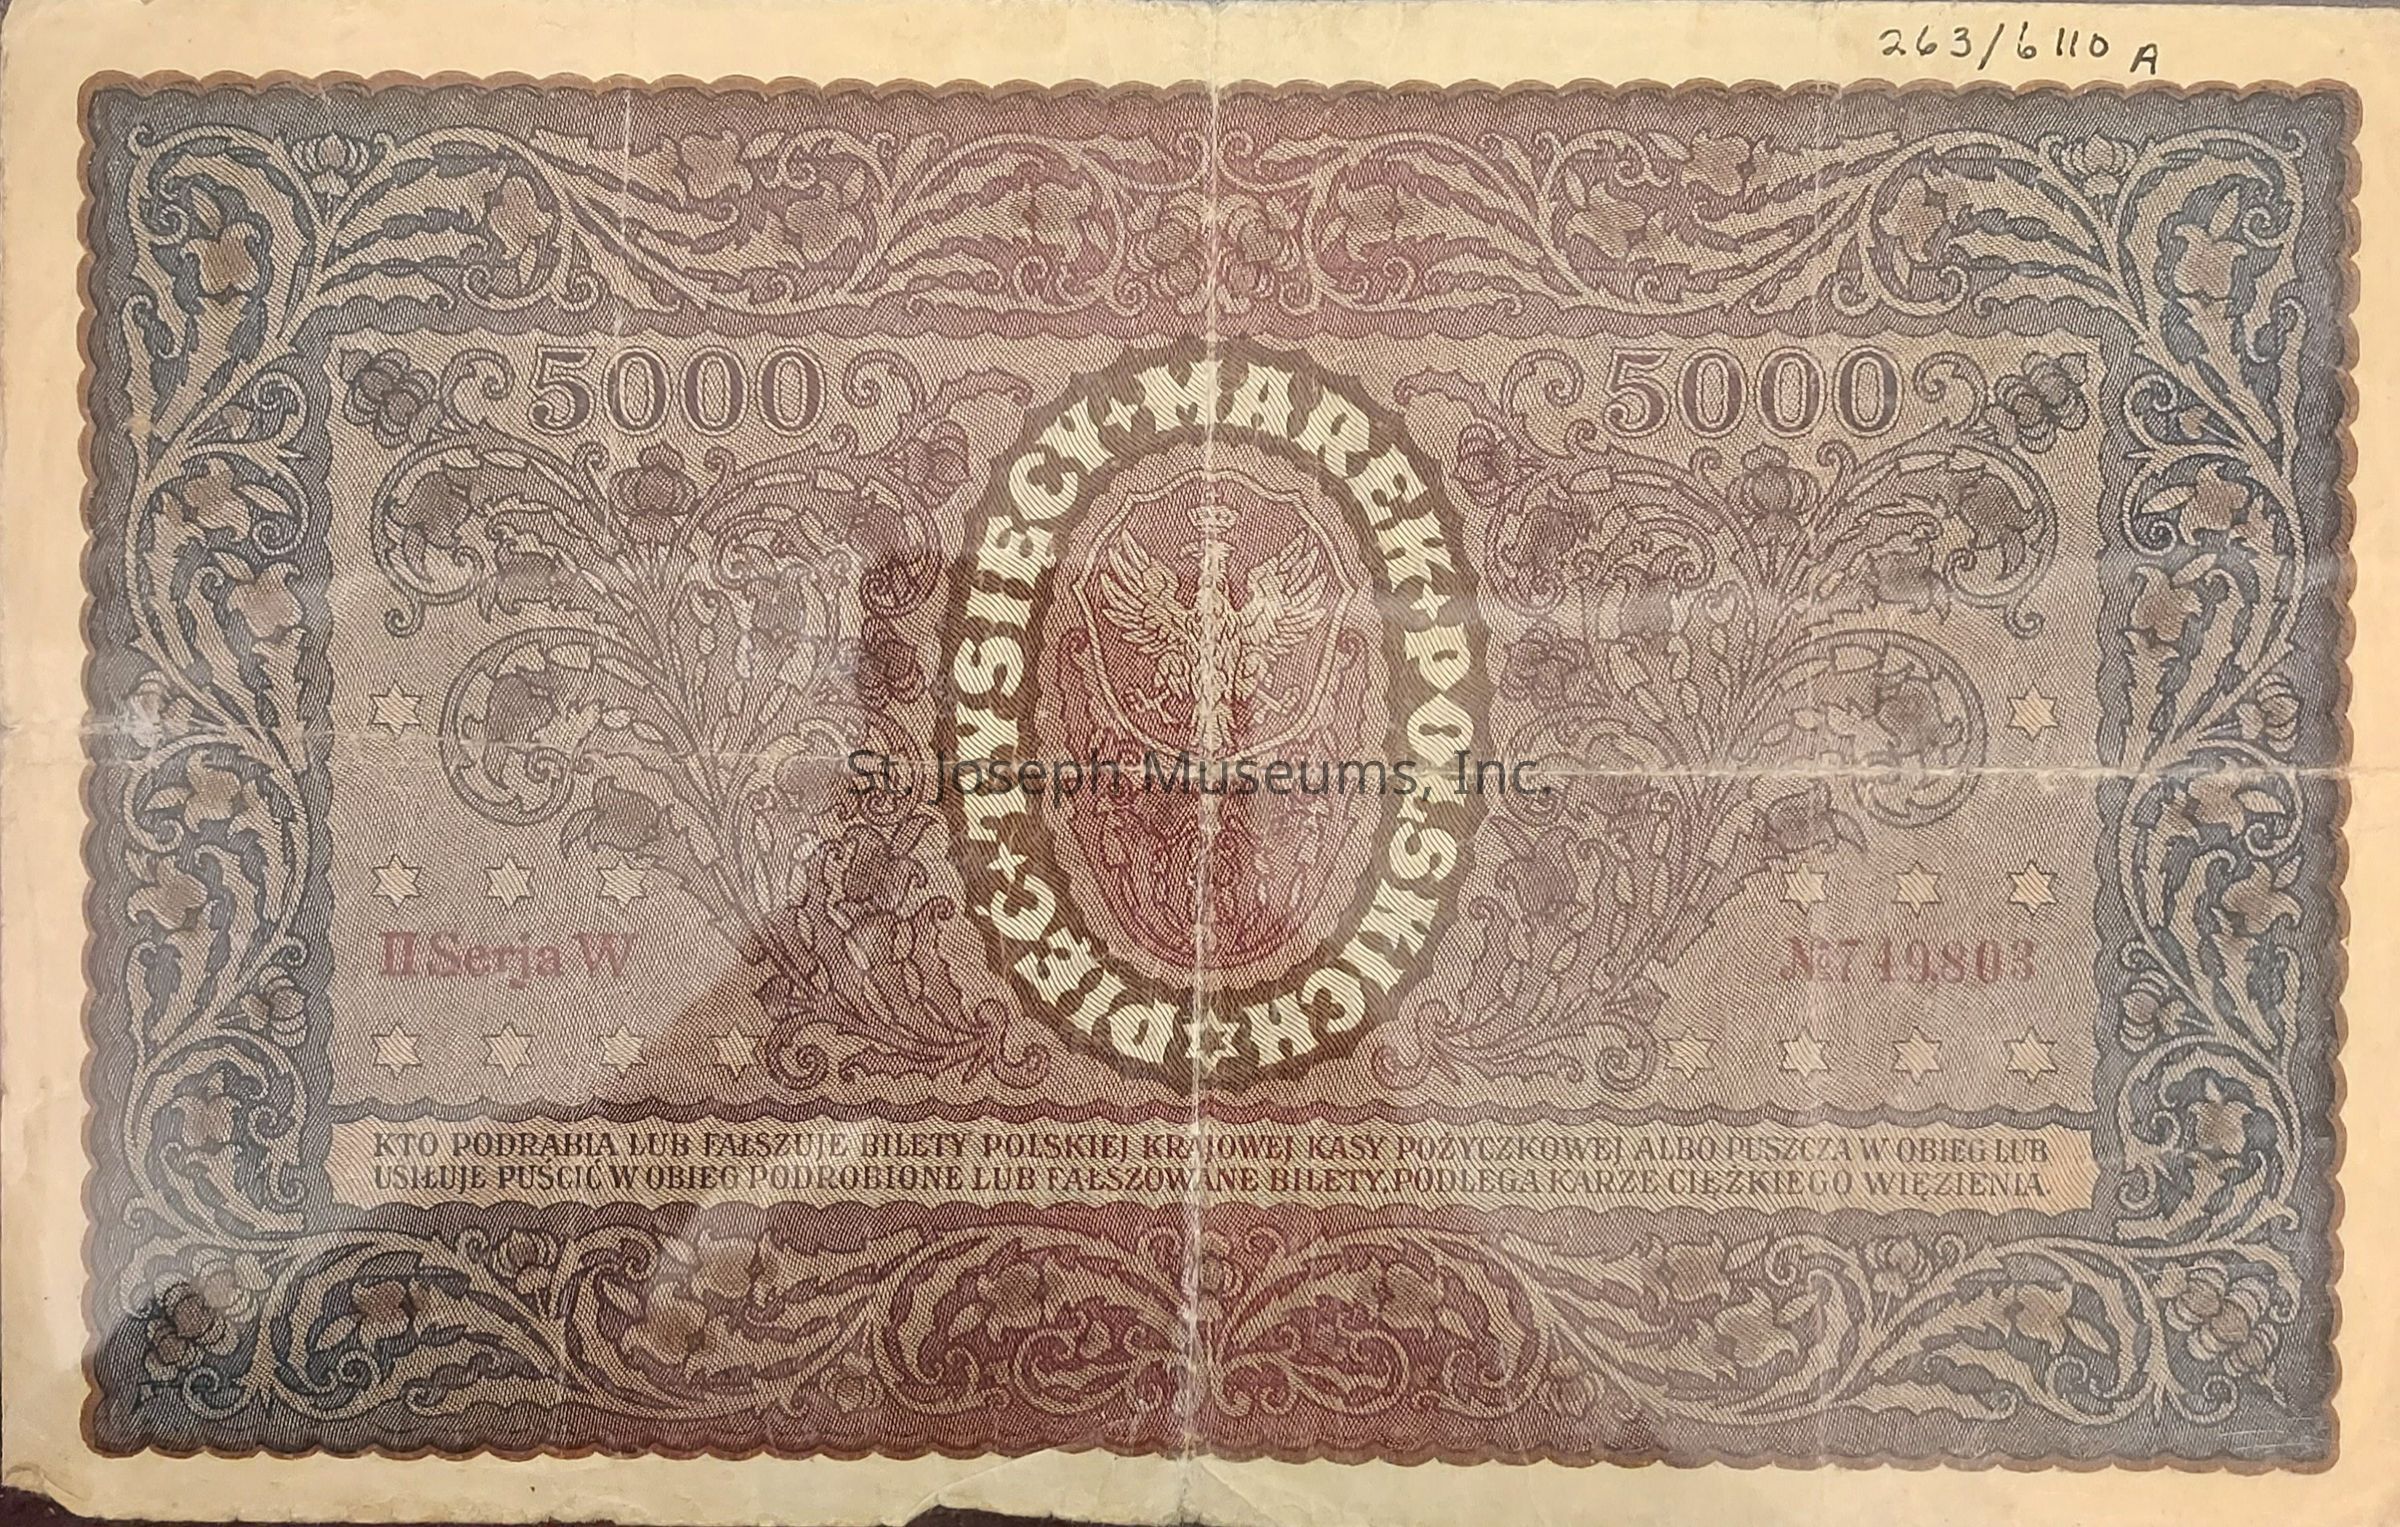 263/6110 A
5000 5000
PIĘĆ TYSIĘCY MAREK POLSKICH
St. Joseph Museums, Inc.
II Serja W № 749803
KTO PODRABIA LUB FAŁSZUJE BILETY POLSKIEJ KRAJOWEJ KASY POŻYCZKOWEJ ALBO PUSZCZA W OBIEG LUB
USIŁUJE PUŚCIĆ W OBIEG PODROBIONE LUB FAŁSZOWANE BILETY, PODLEGA KARZE CIĘŻKIEGO WIĘZIENIA.